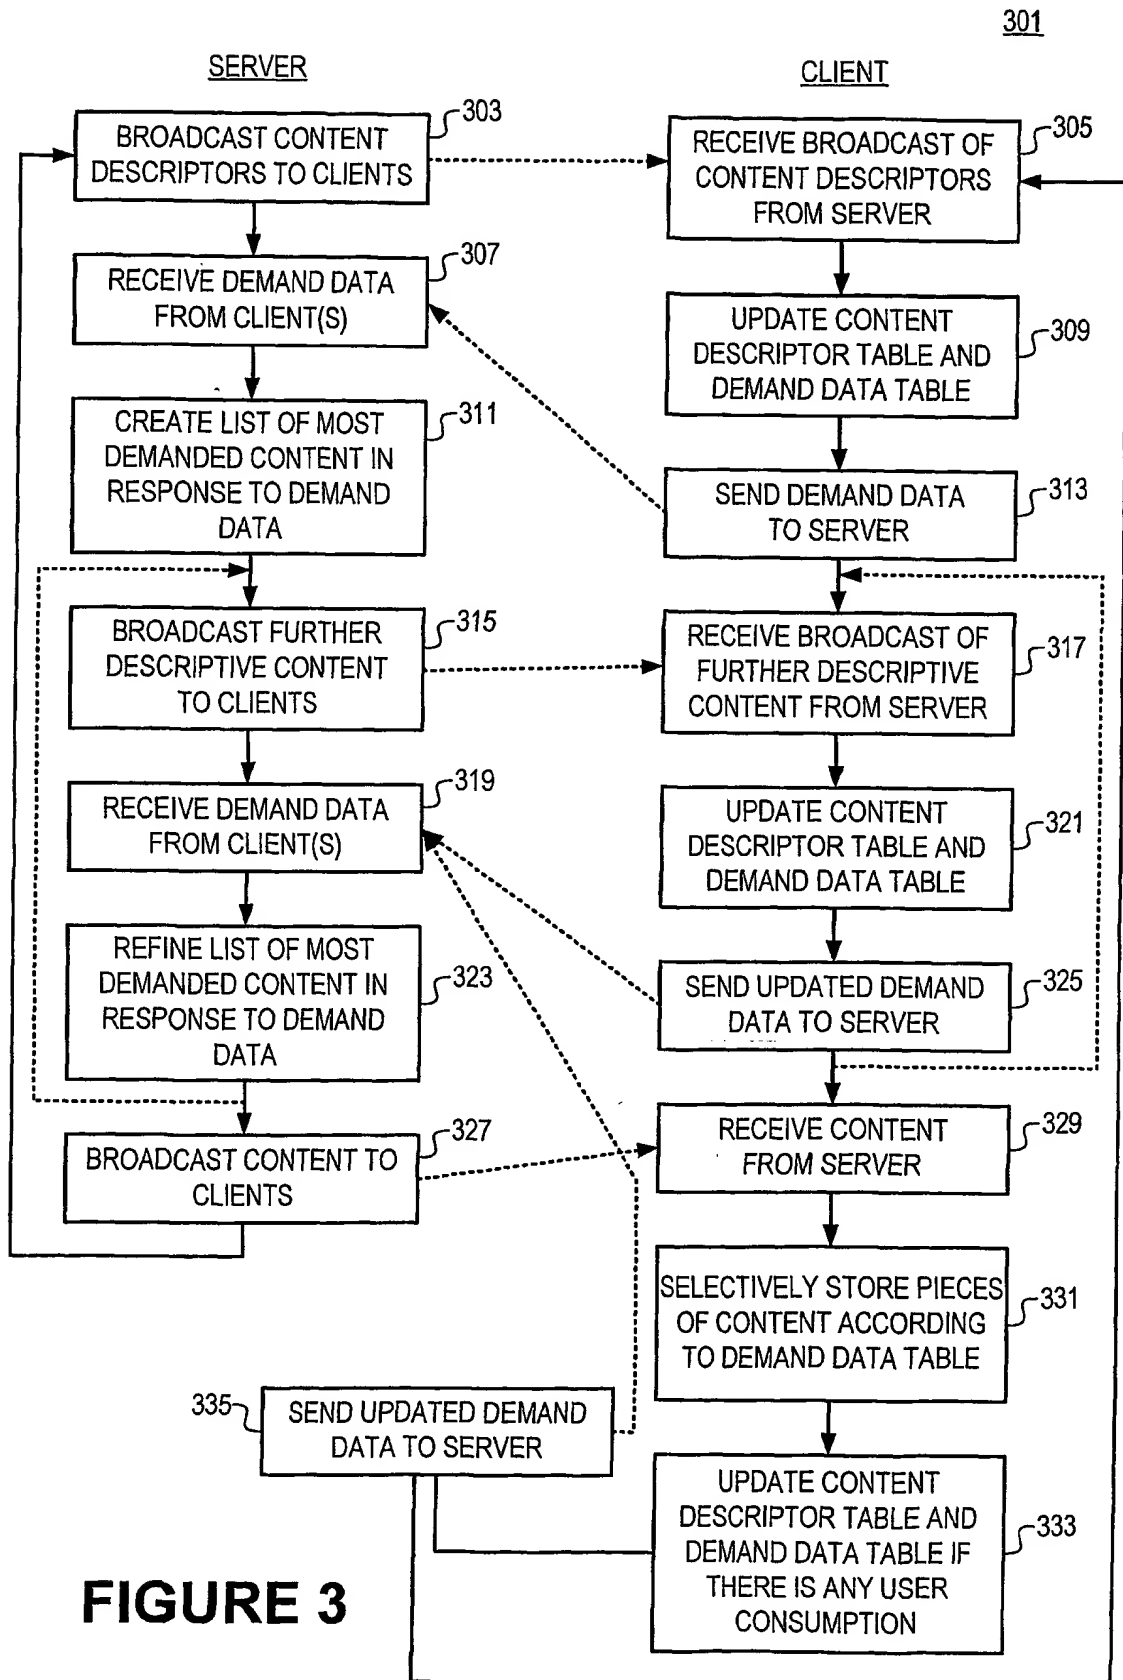 301
SERVER
CLIENT
BROADCAST CONTENT
DESCRIPTORS TO CLIENTS
303
RECEIVE BROADCAST OF
CONTENT DESCRIPTORS
FROM SERVER
305
RECEIVE DEMAND DATA
FROM CLIENT(S)
307
UPDATE CONTENT
DESCRIPTOR TABLE AND
DEMAND DATA TABLE
309
CREATE LIST OF MOST
DEMANDED CONTENT IN
RESPONSE TO DEMAND
DATA
311
SEND DEMAND DATA
TO SERVER
313
BROADCAST FURTHER
DESCRIPTIVE CONTENT
TO CLIENTS
315
RECEIVE BROADCAST OF
FURTHER DESCRIPTIVE
CONTENT FROM SERVER
317
RECEIVE DEMAND DATA
FROM CLIENT(S)
319
UPDATE CONTENT
DESCRIPTOR TABLE AND
DEMAND DATA TABLE
321
REFINE LIST OF MOST
DEMANDED CONTENT IN
RESPONSE TO DEMAND
DATA
323
SEND UPDATED DEMAND
DATA TO SERVER
325
BROADCAST CONTENT TO
CLIENTS
327
RECEIVE CONTENT
FROM SERVER
329
SELECTIVELY STORE PIECES
OF CONTENT ACCORDING
TO DEMAND DATA TABLE
331
335
SEND UPDATED DEMAND
DATA TO SERVER
UPDATE CONTENT
DESCRIPTOR TABLE AND
DEMAND DATA TABLE IF
THERE IS ANY USER
CONSUMPTION
333
FIGURE 3